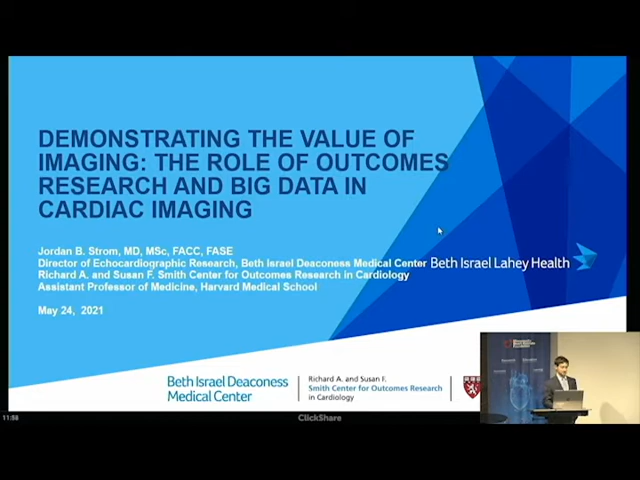 DEMONSTRATING THE VALUE OF
IMAGING: THE ROLE OF OUTCOMES
RESEARCH AND BIG DATA IN
CARDIAC IMAGING
Jordan B. Strom, MD, MSc, FACC, FASE
Director of Echocardiographic Research, Beth Israel Deaconess Medical Center
Richard A. and Susan F. Smith Center for Outcomes Research in Cardiology
Assistant Professor of Medicine, Harvard Medical School
May 24, 2021
Beth Israel Lahey Health
Beth Israel Deaconess
Medical Center
Richard A. and Susan F.
Smith Center for Outcomes Research
in Cardiology
11:58
ClickShare